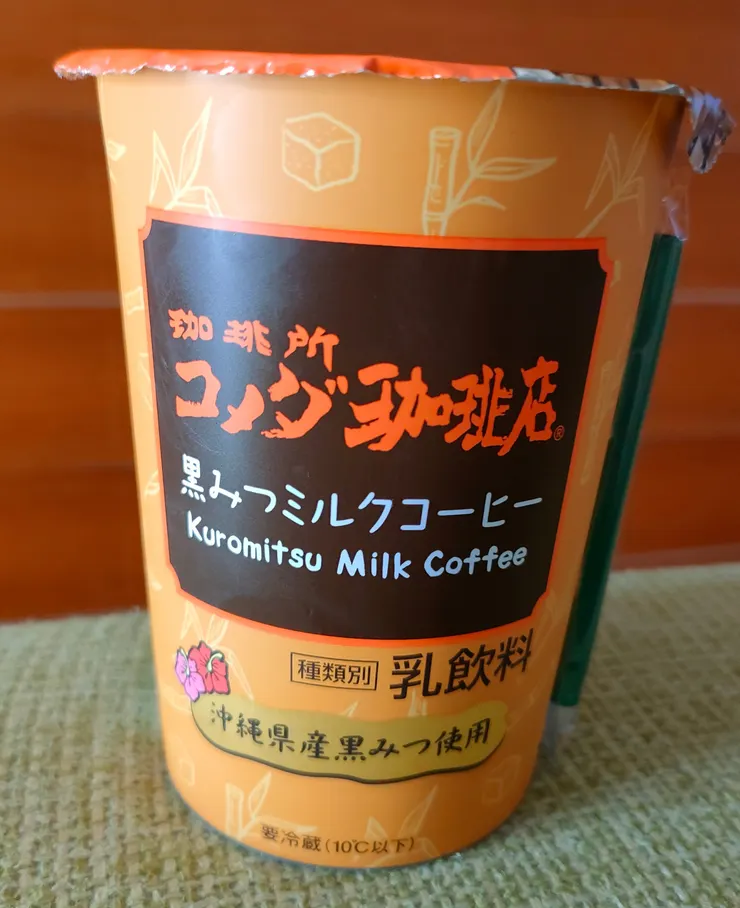 珈琲所
コメダ珈琲店®
黒みつミルクコーヒー
Kuromitsu Milk Coffee
種類別 乳飲料
沖縄県産黒みつ使用
要冷蔵(10℃以下)